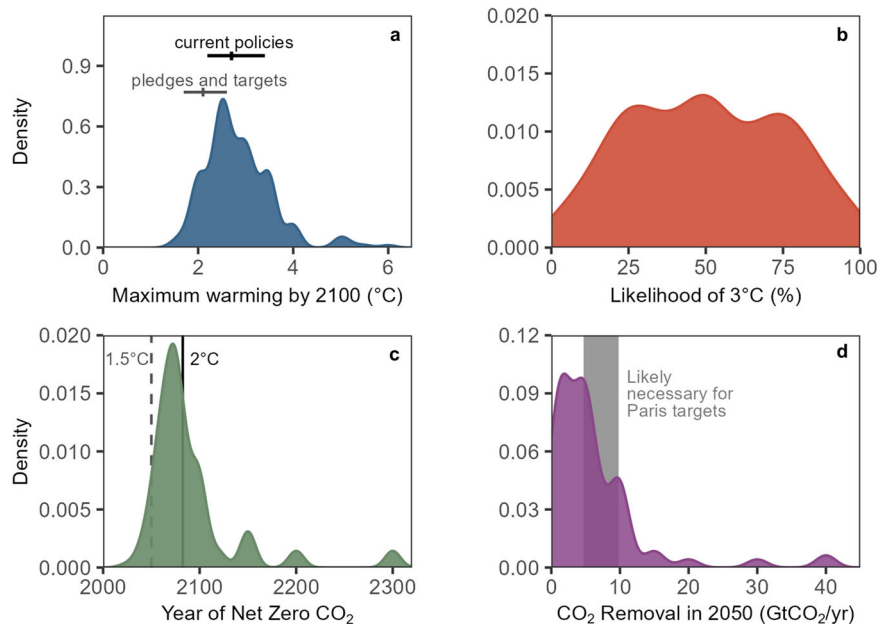 a
current policies
pledges and targets
Density
0.9
0.6
0.3
0.0
0 2 4 6
Maximum warming by 2100 (°C)
b
0.020
0.015
0.010
0.005
0.000
0 25 50 75 100
Likelihood of 3°C (%)
c
1.5°C 2°C
Density
0.020
0.015
0.010
0.005
0.000
2000 2100 2200 2300
Year of Net Zero CO₂
d
Likely
necessary for
Paris targets
0.12
0.09
0.06
0.03
0.00
0 10 20 30 40
CO₂ Removal in 2050 (GtCO₂/yr)